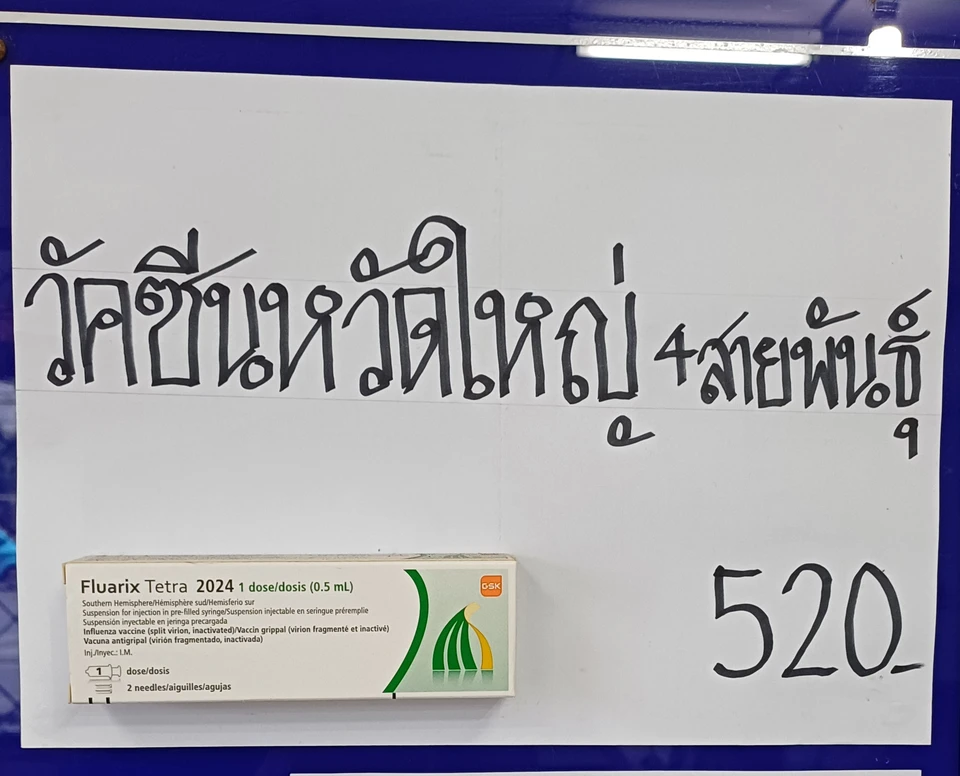 วัคซีนหวัดใหญ่ 4 สายพันธุ์
Fluarix Tetra 2024 1 dose/dosis (0.5 mL)
Southern Hemisphere/Hémisphère sud/Hemisferio sur
Suspension for injection in pre-filled syringe/Suspension injectable en seringue préremplie
Suspensión inyectable en jeringa precargada
Influenza vaccine (split virion, inactivated)/Vaccin grippal (virion fragmenté et inactivé)
Vacuna antigripal (virión fragmentado, inactivada)
Inj./Inyec.: I.M.
1 dose/dosis
2 needles/aiguilles/agujas
GSK
520.-